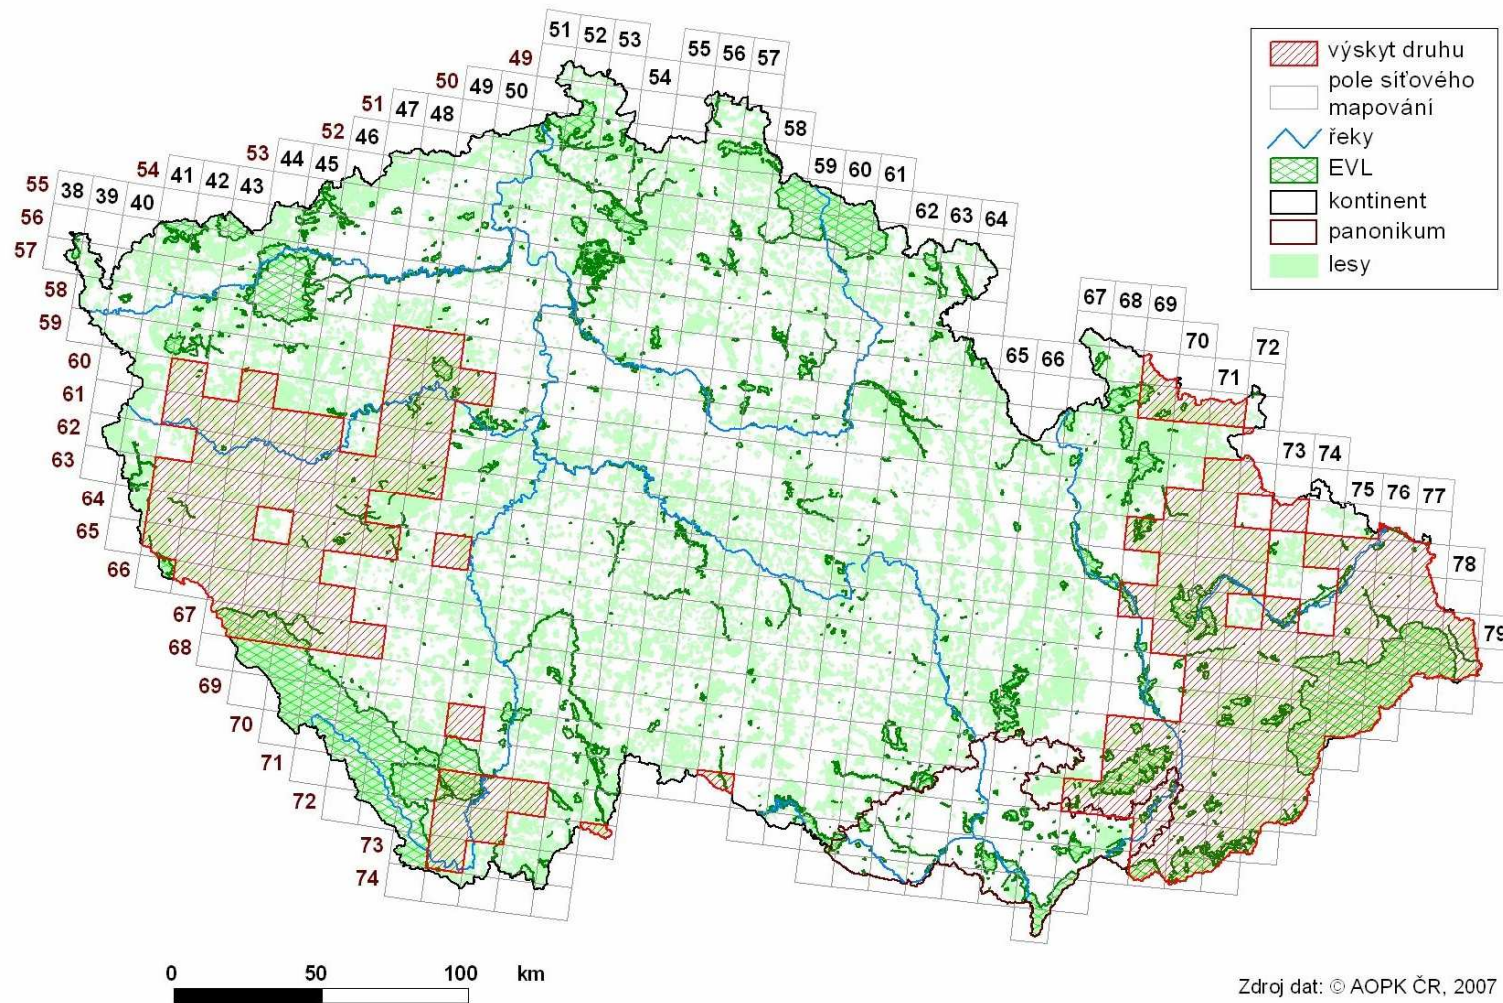 51 52 53
55 56 57
49
54
50 49 50
51 47 48
58
52 46
53 44 45
59 60 61
54 41 42 43
55 38 39 40
62 63 64
56
57
58
59
60
61
62
63
64
65
66
67
68
69
70
71
72
73
74
67 68 69
70 72
65 66
71
73 74
75 76 77
78
79
výskyt druhu
pole síťového
mapování
řeky
EVL
kontinent
panonikum
lesy
0 50 100 km
Zdroj dat: © AOPK ČR, 2007